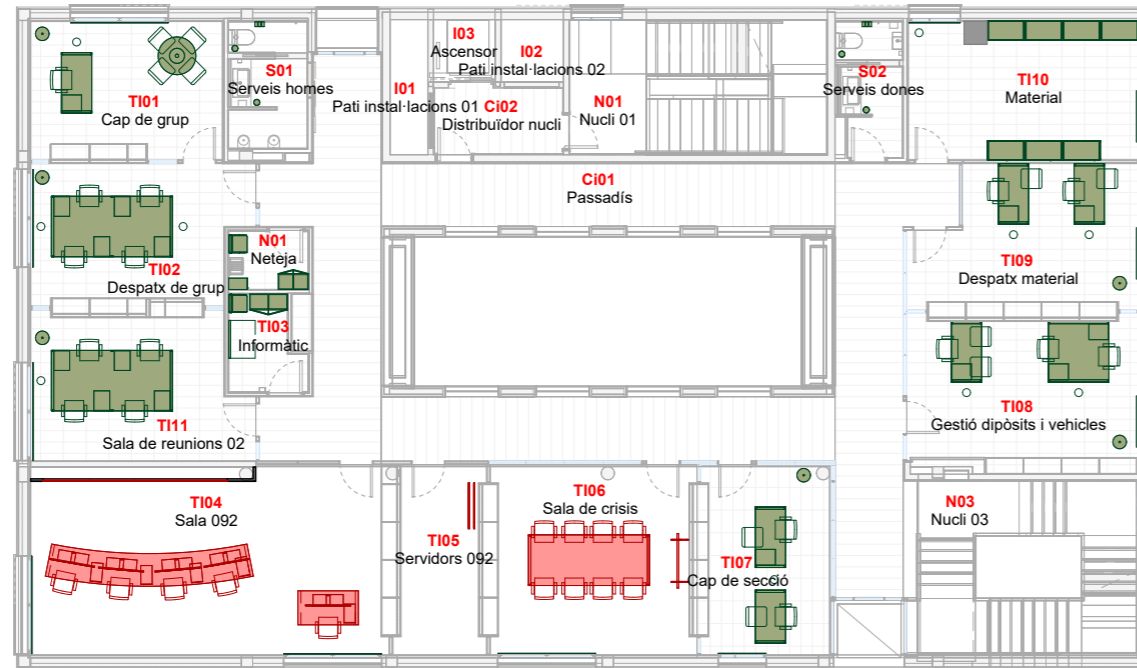 I03
Ascensor
I02
Pati instal·lacions 02
S01
Serveis homes
I01
Pati instal·lacions 01
S02
Serveis dones
TI10
Material
TI01
Cap de grup
Ci02
Distribuïdor nucli
N01
Nucli 01
Ci01
Passadís
N01
Neteja
TI02
Despatx de grup
TI09
Despatx material
TI03
Informàtic
TI11
Sala de reunions 02
TI08
Gestió dipòsits i vehicles
TI04
Sala 092
TI06
Sala de crisis
N03
Nucli 03
TI05
Servidors 092
TI07
Cap de secció